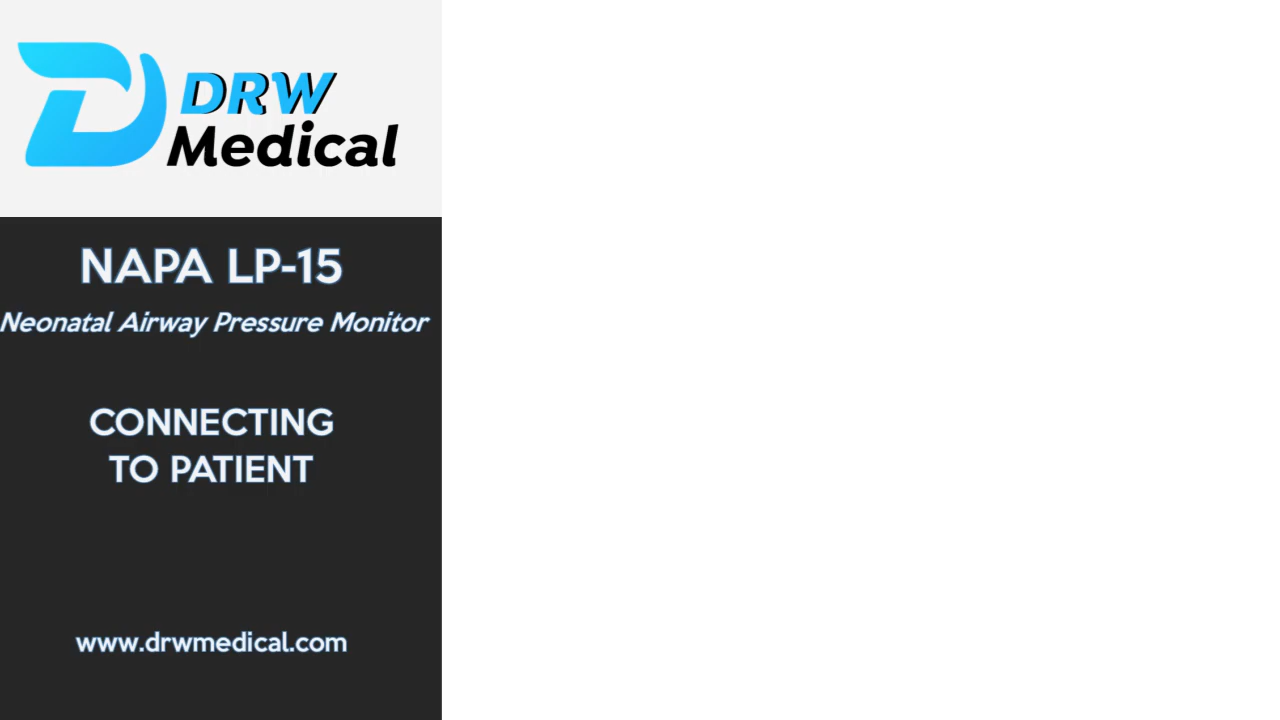 DRW
Medical
NAPA LP-15
Neonatal Airway Pressure Monitor
CONNECTING
TO PATIENT
www.drwmedical.com